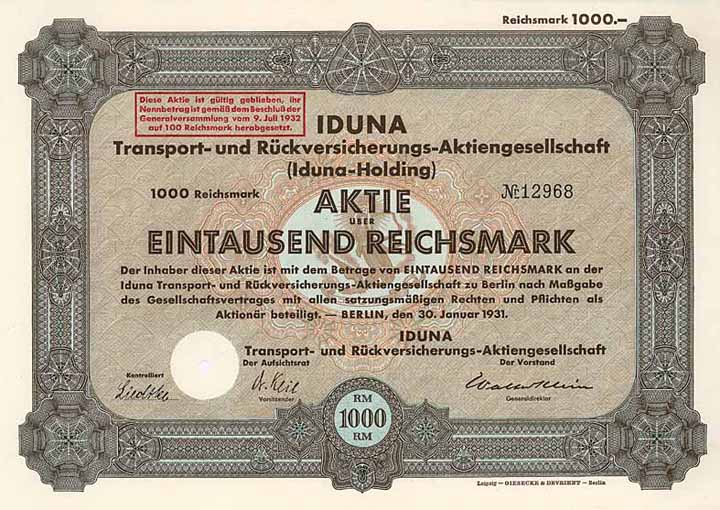 Reichsmark 1000.–
Diese Aktie ist gültig geblieben, ihr
Nennbetrag ist gemäß dem Beschluß der
Generalversammlung vom 9. Juli 1932
auf 100 Reichsmark herabgesetzt.
IDUNA
Transport- und Rückversicherungs-Aktiengesellschaft
(Iduna-Holding)
1000 Reichsmark
№ 12968
AKTIE
ÜBER
EINTAUSEND REICHSMARK
Der Inhaber dieser Aktie ist mit dem Betrage von EINTAUSEND REICHSMARK an der
Iduna Transport- und Rückversicherungs-Aktiengesellschaft zu Berlin nach Maßgabe
des Gesellschaftsvertrages mit allen satzungsmäßigen Rechten und Pflichten als
Aktionär beteiligt. — BERLIN, den 30. Januar 1931.
IDUNA
Transport- und Rückversicherungs-Aktiengesellschaft
Kontrolliert
Der Aufsichtsrat
Der Vorstand
Vorsitzender
Generaldirektor
RM
1000
RM
Leipzig — GIESECKE & DEVRIENT — Berlin